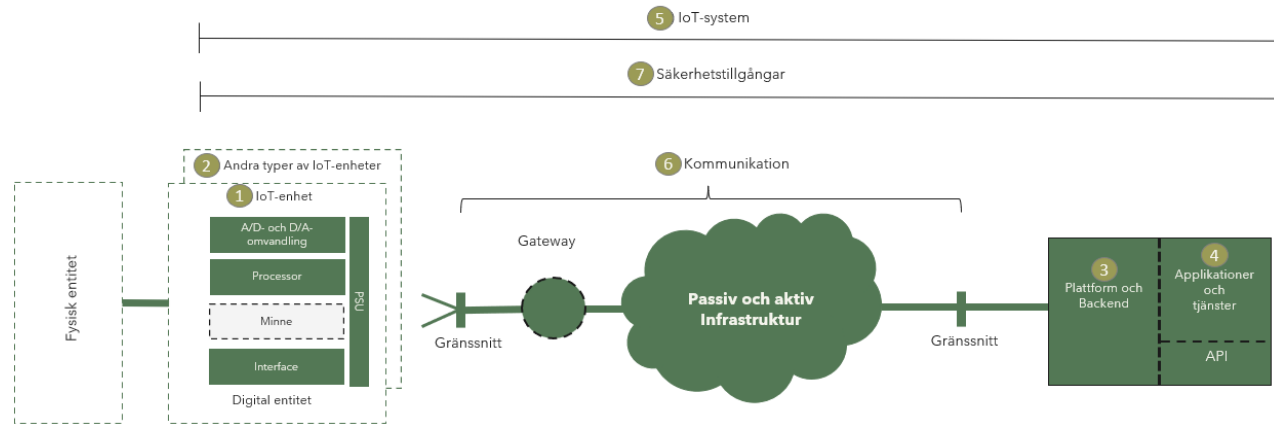 5 IoT-system
7 Säkerhetstillgångar
2 Andra typer av IoT-enheter
6 Kommunikation
1 IoT-enhet
Fysisk entitet
A/D- och D/A-
omvandling
Processor
Minne
Interface
PSU
Digital entitet
Gateway
Gränssnitt
Passiv och aktiv
Infrastruktur
Gränssnitt
3
Plattform och
Backend
4
Applikationer
och
tjänster
API